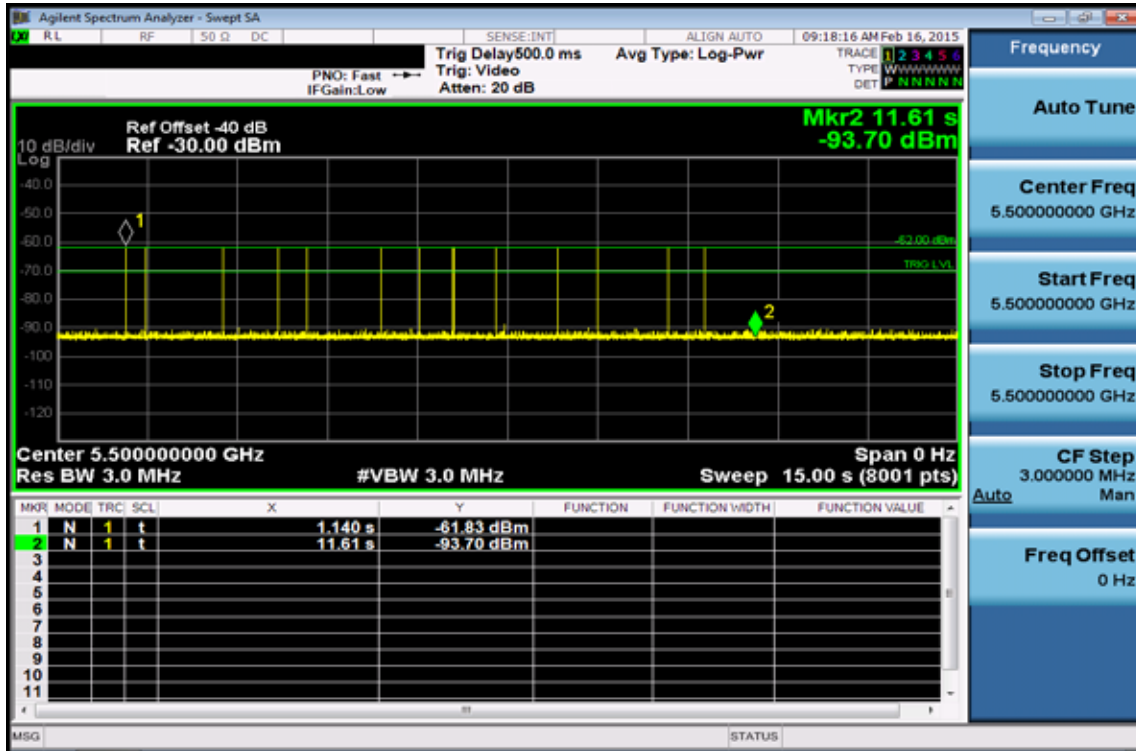 Agilent Spectrum Analyzer - Swept SA
RL RF 50 Ω DC SENSE:INT ALIGN AUTO 09:18:16 AM Feb 16, 2015
Trig Delay500.0 ms Avg Type: Log-Pwr TRACE 1 2 3 4 5 6
PNO: Fast Trig: Video TYPE WWWWWWW
IFGain:Low Atten: 20 dB DET P N N N N N
Frequency
Auto Tune
Center Freq
5.500000000 GHz
Start Freq
5.500000000 GHz
Stop Freq
5.500000000 GHz
CF Step
3.000000 MHz
Auto Man
Freq Offset
0 Hz
Mkr2 11.61 s
-93.70 dBm
Ref Offset -40 dB
10 dB/div Ref -30.00 dBm
Log
-40.0
-50.0
1
-60.0
-62.00 dBm
TRIG LVL
-70.0
-80.0
2
-90.0
-100
-110
-120
Center 5.500000000 GHz Span 0 Hz
Res BW 3.0 MHz #VBW 3.0 MHz Sweep 15.00 s (8001 pts)
MKR MODE TRC SCL X Y FUNCTION FUNCTION WIDTH FUNCTION VALUE
1 N 1 t 1.140 s -61.83 dBm
2 N 1 t 11.61 s -93.70 dBm
3
4
5
6
7
8
9
10
11
MSG STATUS